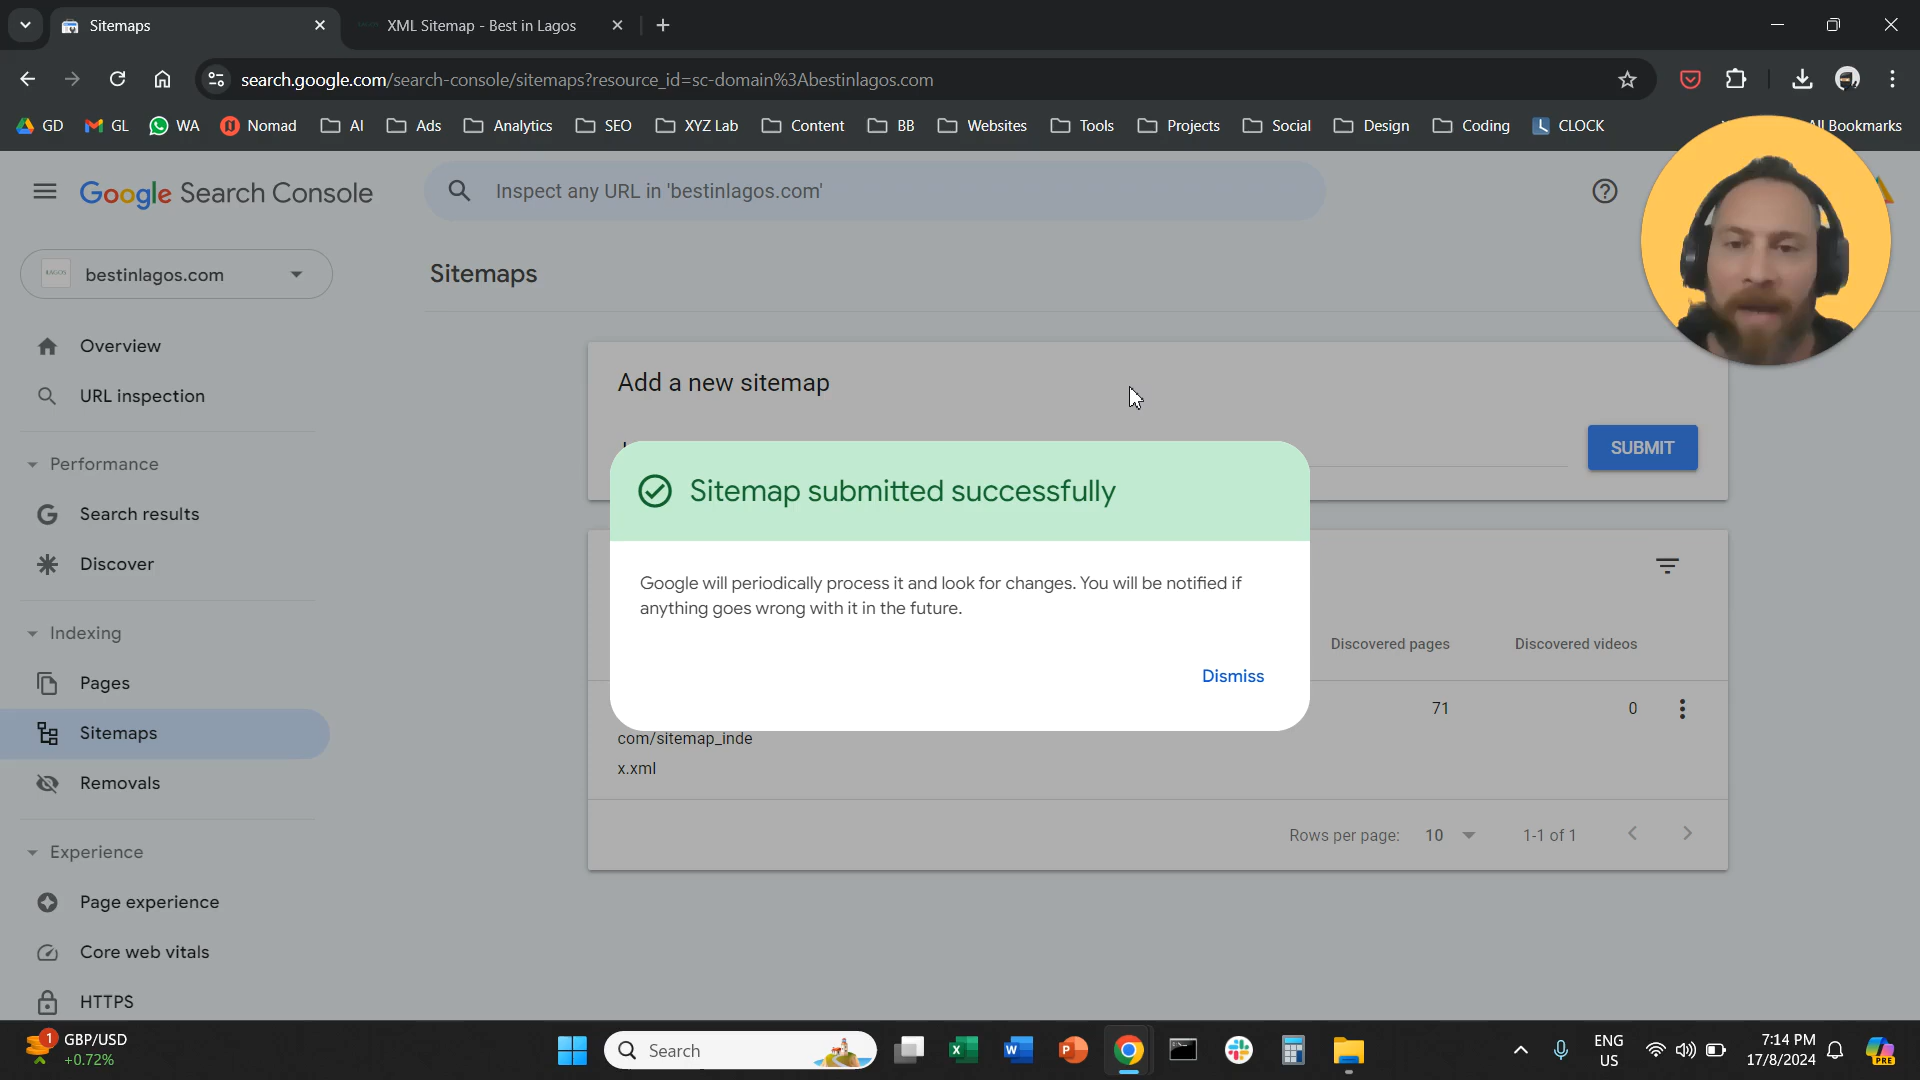 Sitemaps
XML Sitemap - Best in Lagos
search.google.com/search-console/sitemaps?resource_id=sc-domain%3Abestinlagos.com
GD
GL
WA
Nomad
AI
Ads
Analytics
SEO
XYZ Lab
Content
BB
Websites
Tools
Projects
Social
Design
Coding
CLOCK
All Bookmarks
Google Search Console
Inspect any URL in 'bestinlagos.com'
LAGOS
bestinlagos.com
Sitemaps
Overview
URL inspection
Performance
Search results
Discover
Indexing
Pages
Sitemaps
Removals
Experience
Page experience
Core web vitals
HTTPS
Add a new sitemap
SUBMIT
Sitemap submitted successfully
Google will periodically process it and look for changes. You will be notified if
anything goes wrong with it in the future.
Dismiss
Discovered pages
Discovered videos
71
0
com/sitemap_inde
x.xml
Rows per page:
10
1-1 of 1
1
GBP/USD
+0.72%
Search
ENG
US
7:14 PM
17/8/2024
PRE